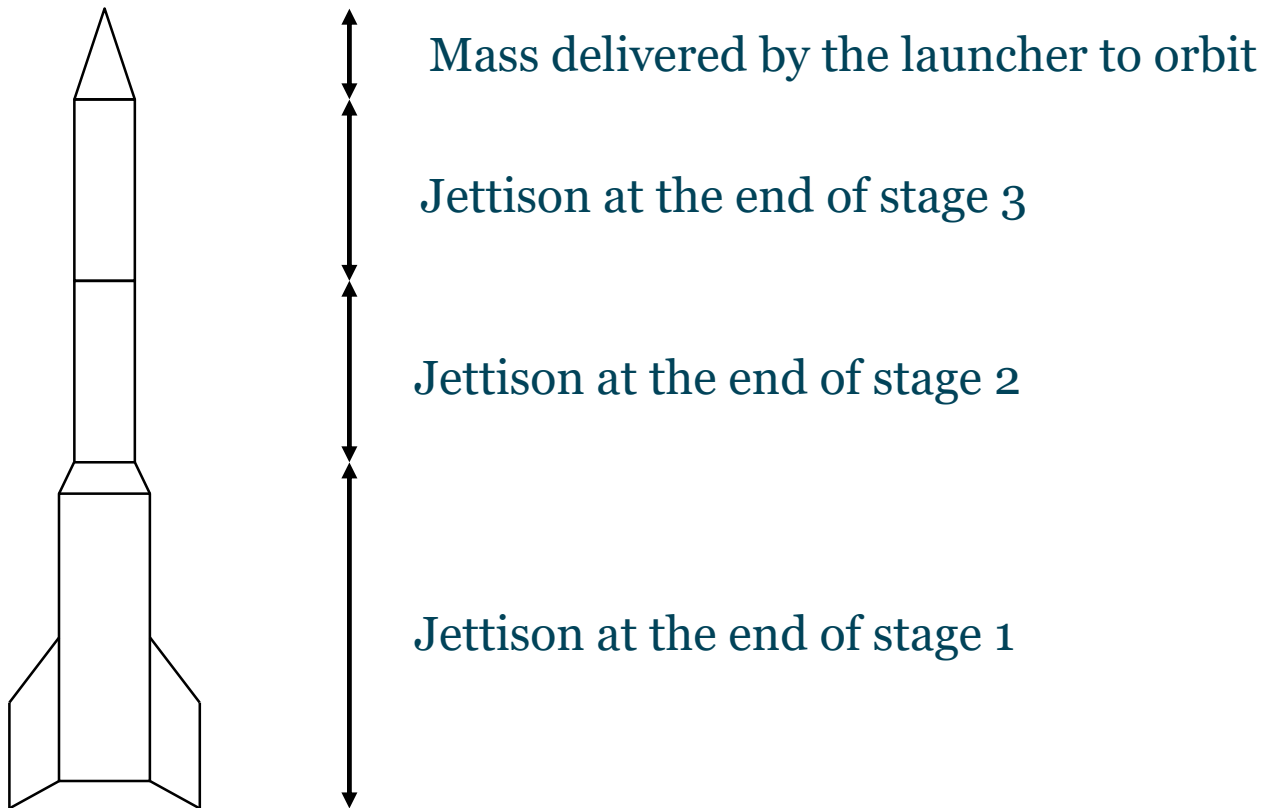 Mass delivered by the launcher to orbit
Jettison at the end of stage 3
Jettison at the end of stage 2
Jettison at the end of stage 1